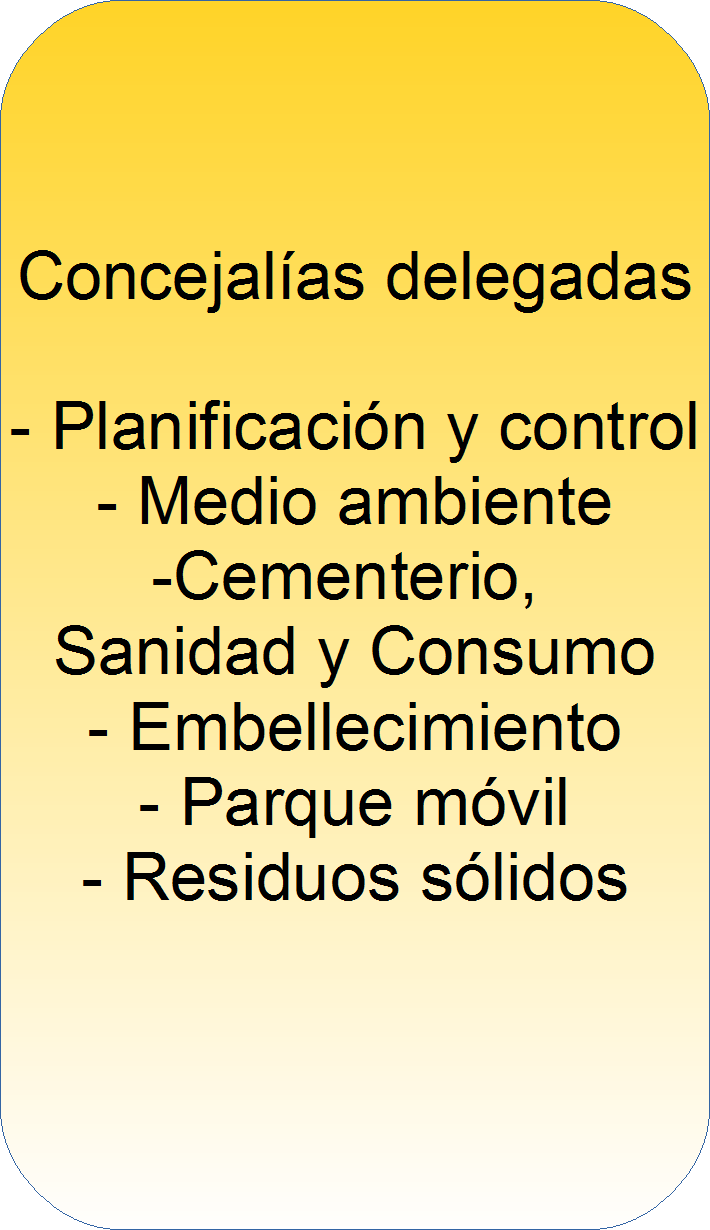 Concejalías delegadas
- Planificación y control
- Medio ambiente
-Cementerio,
Sanidad y Consumo
- Embellecimiento
- Parque móvil
- Residuos sólidos